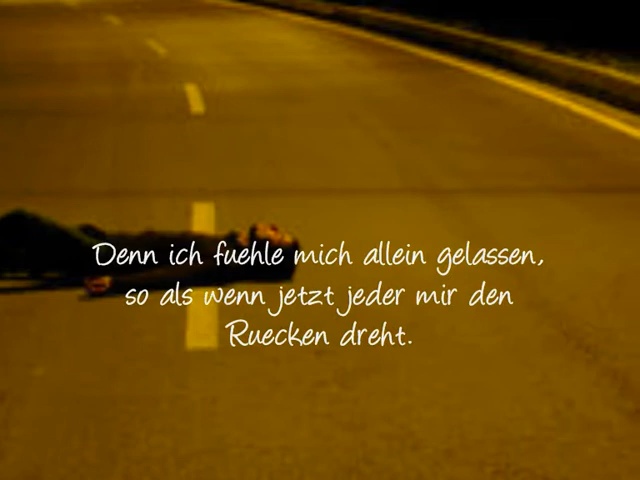 Denn ich fuehle mich allein gelassen,
so als wenn jetzt jeder mir den
Ruecken dreht.